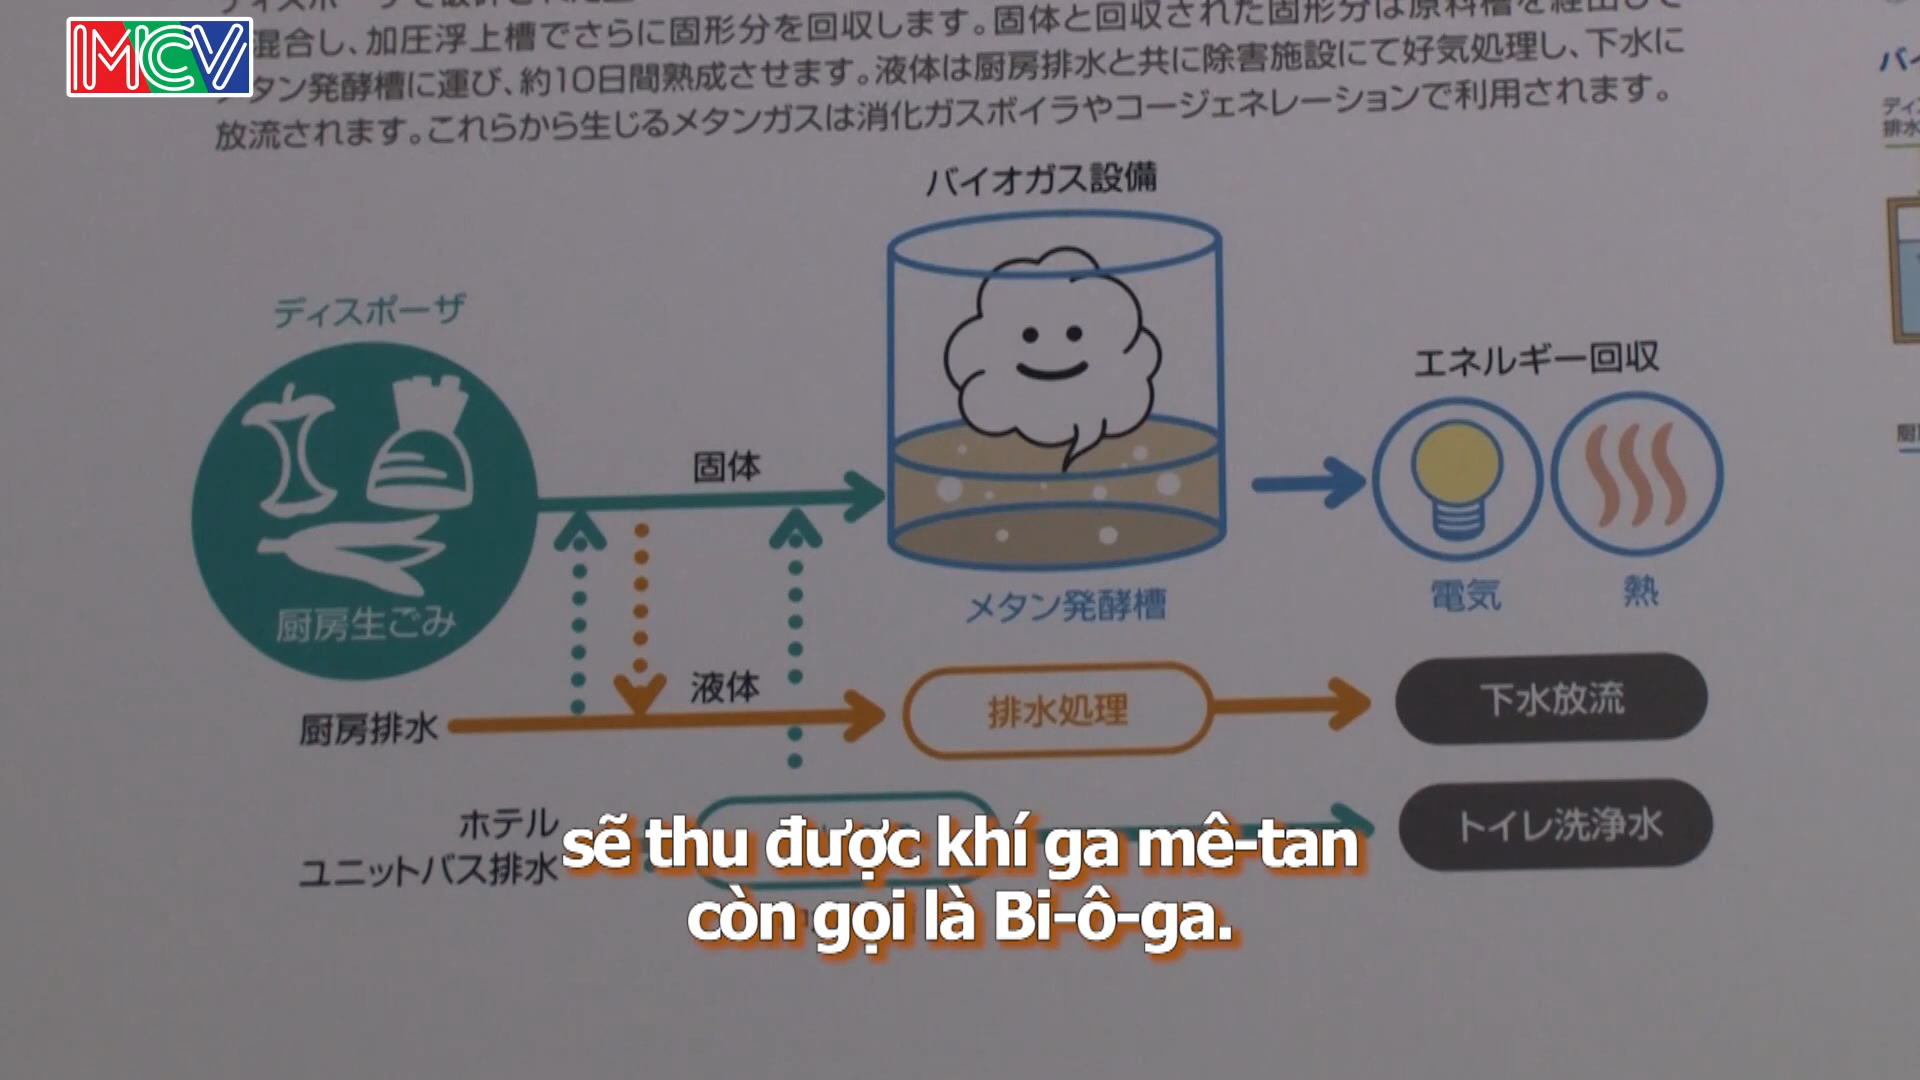 MCV
混合し、加圧浮上槽でさらに固形分を回収します。固体と回収された固形分は原料槽を経由して
メタン発酵槽に運び、約10日間熟成させます。液体は厨房排水と共に除害施設にて好気処理し、下水に
放流されます。これらから生じるメタンガスは消化ガスボイラやコージェネレーションで利用されます。
バイオガス設備
ディスポーザ
エネルギー回収
固体
厨房生ごみ
メタン発酵槽
電気
熱
液体
厨房排水
排水処理
下水放流
ホテル
ユニットバス排水
トイレ洗浄水
sẽ thu được khí ga mê-tan
còn gọi là Bi-ô-ga.